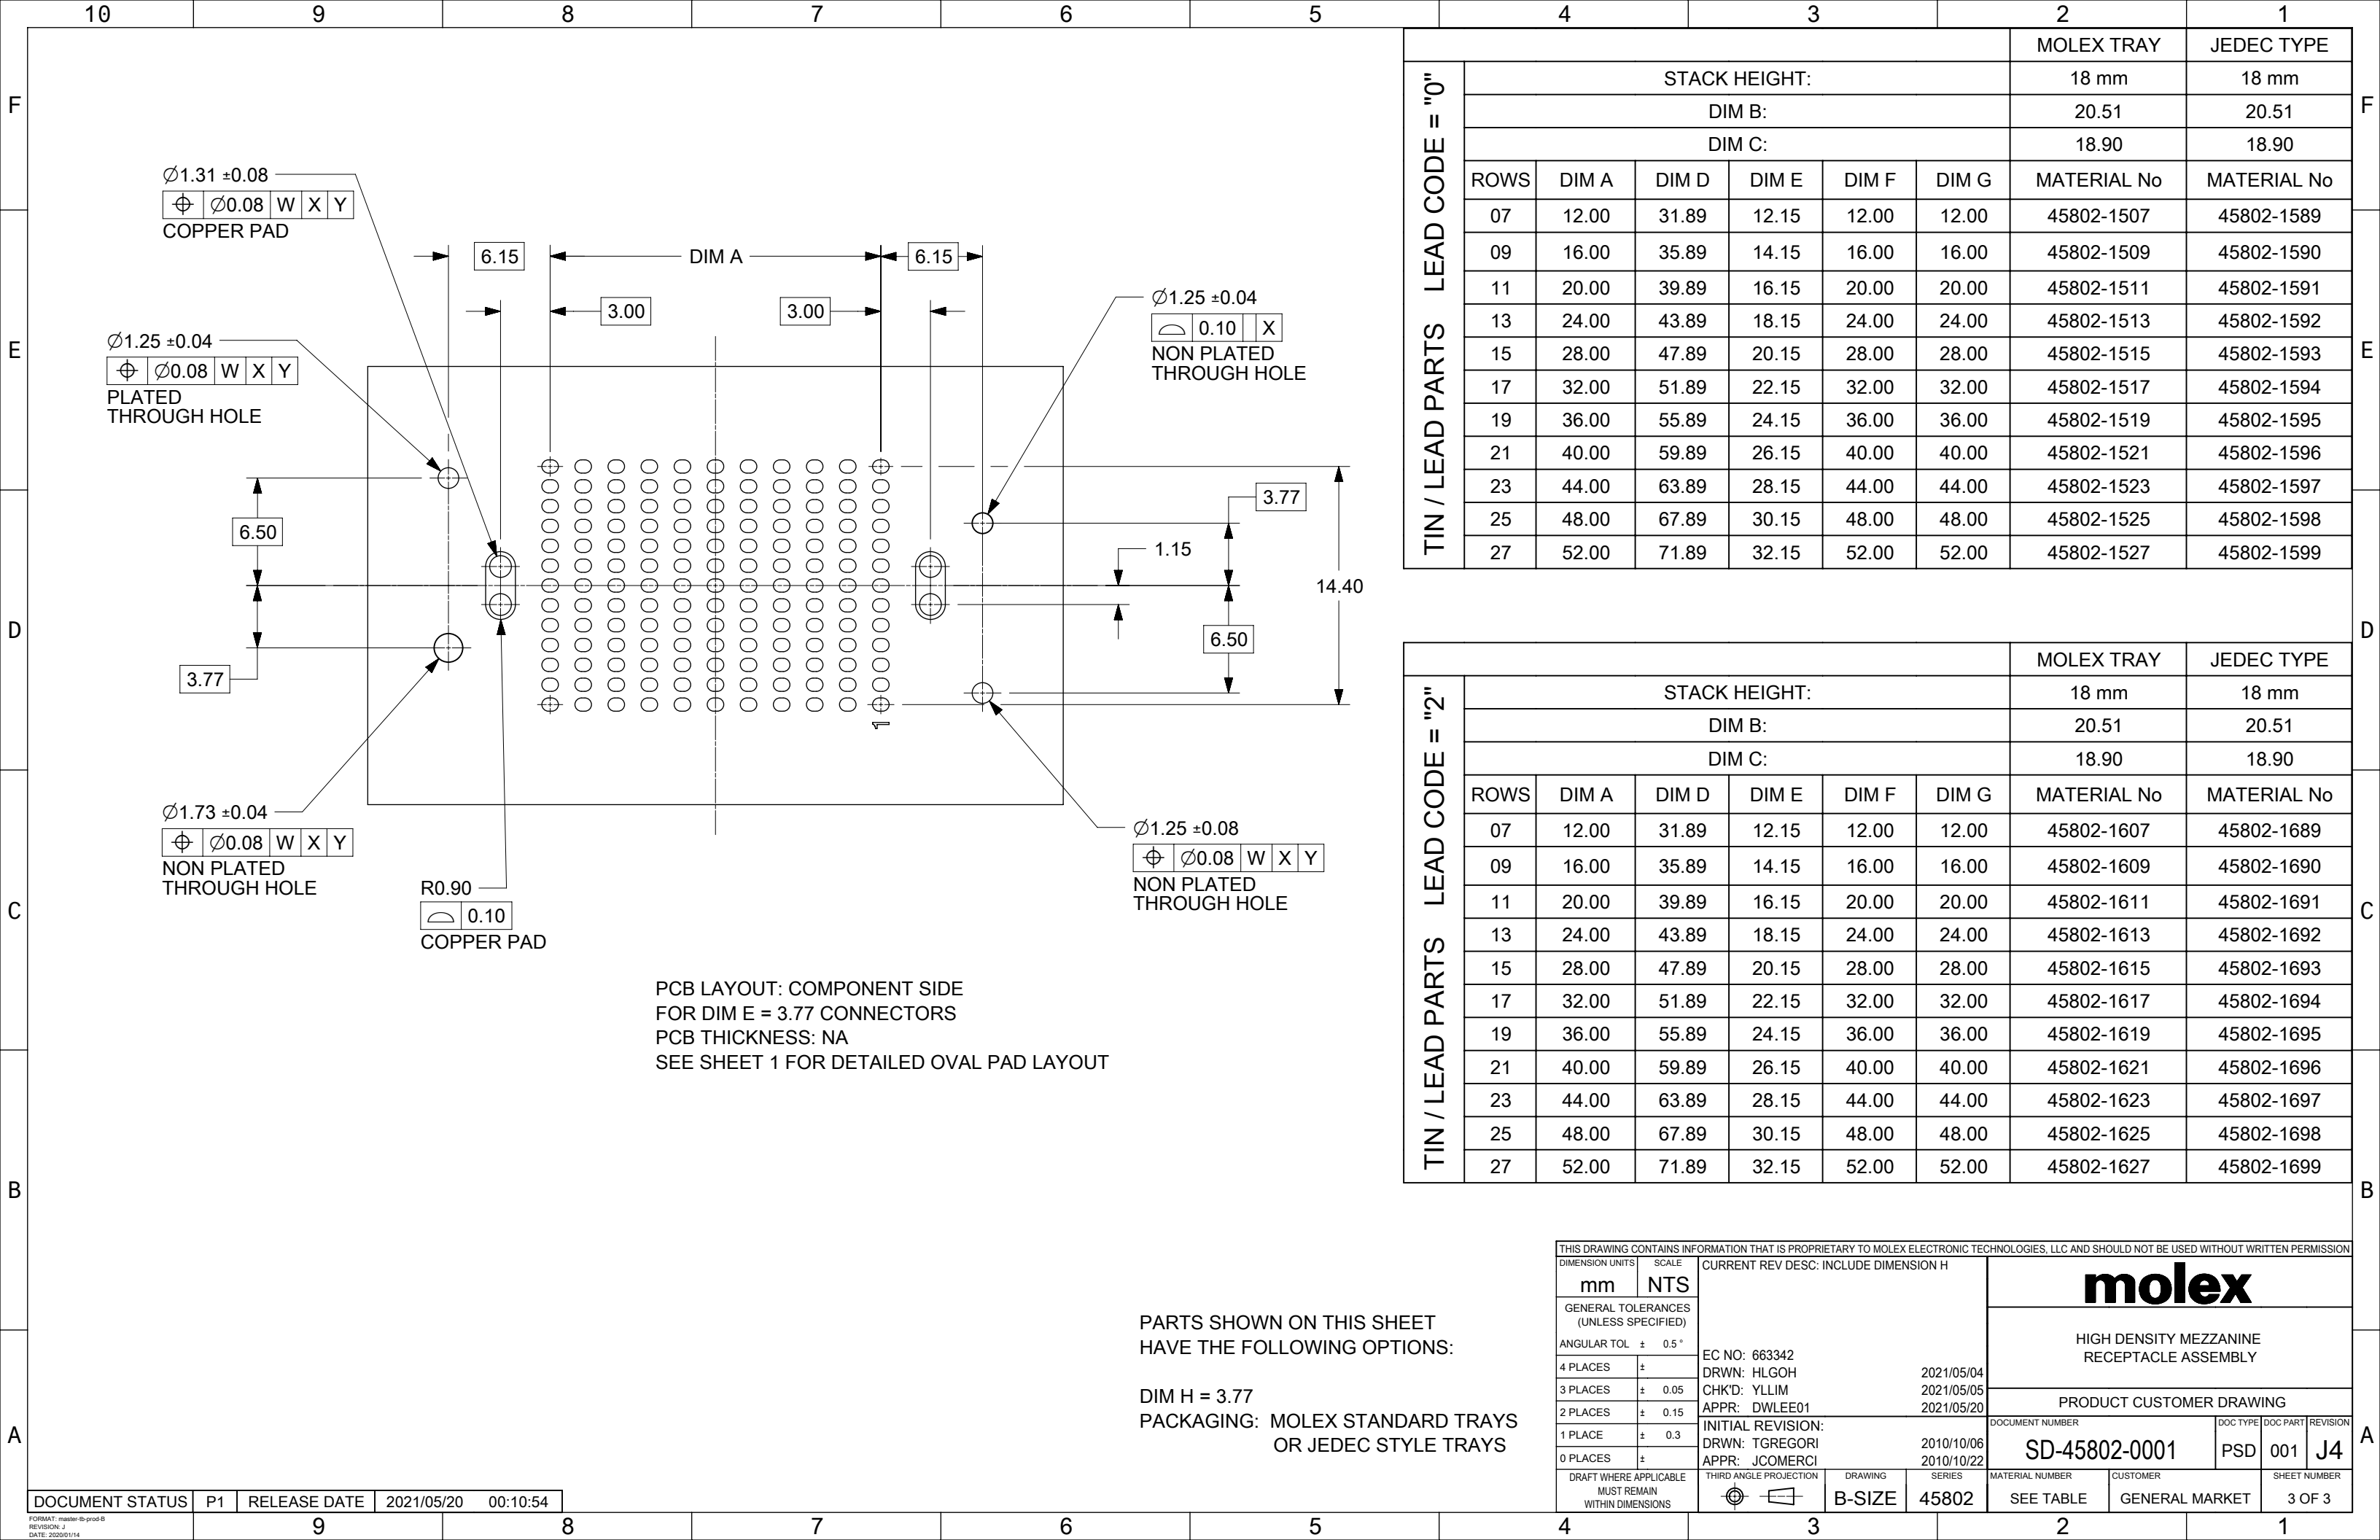 10 9 8 7 6 5 4 3 2 1
F
E
D
C
B
A
Ø1.31 ±0.08
Ø0.08 W X Y
COPPER PAD
6.15
DIM A
6.15
3.00
3.00
Ø1.25 ±0.04
0.10 X
NON PLATED
THROUGH HOLE
Ø1.25 ±0.04
Ø0.08 W X Y
PLATED
THROUGH HOLE
6.50
3.77
3.77
1.15
14.40
6.50
1
Ø1.73 ±0.04
Ø0.08 W X Y
NON PLATED
THROUGH HOLE
R0.90
0.10
COPPER PAD
Ø1.25 ±0.08
Ø0.08 W X Y
NON PLATED
THROUGH HOLE
PCB LAYOUT: COMPONENT SIDE
FOR DIM E = 3.77 CONNECTORS
PCB THICKNESS: NA
SEE SHEET 1 FOR DETAILED OVAL PAD LAYOUT
TIN / LEAD PARTS LEAD CODE = "0"
MOLEX TRAY JEDEC TYPE
STACK HEIGHT: 18 mm 18 mm
DIM B: 20.51 20.51
DIM C: 18.90 18.90
ROWS DIM A DIM D DIM E DIM F DIM G MATERIAL No MATERIAL No
07 12.00 31.89 12.15 12.00 12.00 45802-1507 45802-1589
09 16.00 35.89 14.15 16.00 16.00 45802-1509 45802-1590
11 20.00 39.89 16.15 20.00 20.00 45802-1511 45802-1591
13 24.00 43.89 18.15 24.00 24.00 45802-1513 45802-1592
15 28.00 47.89 20.15 28.00 28.00 45802-1515 45802-1593
17 32.00 51.89 22.15 32.00 32.00 45802-1517 45802-1594
19 36.00 55.89 24.15 36.00 36.00 45802-1519 45802-1595
21 40.00 59.89 26.15 40.00 40.00 45802-1521 45802-1596
23 44.00 63.89 28.15 44.00 44.00 45802-1523 45802-1597
25 48.00 67.89 30.15 48.00 48.00 45802-1525 45802-1598
27 52.00 71.89 32.15 52.00 52.00 45802-1527 45802-1599
TIN / LEAD PARTS LEAD CODE = "2"
MOLEX TRAY JEDEC TYPE
STACK HEIGHT: 18 mm 18 mm
DIM B: 20.51 20.51
DIM C: 18.90 18.90
ROWS DIM A DIM D DIM E DIM F DIM G MATERIAL No MATERIAL No
07 12.00 31.89 12.15 12.00 12.00 45802-1607 45802-1689
09 16.00 35.89 14.15 16.00 16.00 45802-1609 45802-1690
11 20.00 39.89 16.15 20.00 20.00 45802-1611 45802-1691
13 24.00 43.89 18.15 24.00 24.00 45802-1613 45802-1692
15 28.00 47.89 20.15 28.00 28.00 45802-1615 45802-1693
17 32.00 51.89 22.15 32.00 32.00 45802-1617 45802-1694
19 36.00 55.89 24.15 36.00 36.00 45802-1619 45802-1695
21 40.00 59.89 26.15 40.00 40.00 45802-1621 45802-1696
23 44.00 63.89 28.15 44.00 44.00 45802-1623 45802-1697
25 48.00 67.89 30.15 48.00 48.00 45802-1625 45802-1698
27 52.00 71.89 32.15 52.00 52.00 45802-1627 45802-1699
PARTS SHOWN ON THIS SHEET
HAVE THE FOLLOWING OPTIONS:
DIM H = 3.77
PACKAGING: MOLEX STANDARD TRAYS
OR JEDEC STYLE TRAYS
THIS DRAWING CONTAINS INFORMATION THAT IS PROPRIETARY TO MOLEX ELECTRONIC TECHNOLOGIES, LLC AND SHOULD NOT BE USED WITHOUT WRITTEN PERMISSION
DIMENSION UNITS SCALE
mm NTS
GENERAL TOLERANCES
(UNLESS SPECIFIED)
ANGULAR TOL ± 0.5 °
4 PLACES ±
3 PLACES ± 0.05
2 PLACES ± 0.15
1 PLACE ± 0.3
0 PLACES ±
DRAFT WHERE APPLICABLE
MUST REMAIN
WITHIN DIMENSIONS
CURRENT REV DESC: INCLUDE DIMENSION H
EC NO: 663342
DRWN: HLGOH 2021/05/04
CHK'D: YLLIM 2021/05/05
APPR: DWLEE01 2021/05/20
INITIAL REVISION:
DRWN: TGREGORI 2010/10/06
APPR: JCOMERCI 2010/10/22
THIRD ANGLE PROJECTION DRAWING SERIES
B-SIZE 45802
molex
HIGH DENSITY MEZZANINE
RECEPTACLE ASSEMBLY
PRODUCT CUSTOMER DRAWING
DOCUMENT NUMBER DOC TYPE DOC PART REVISION
SD-45802-0001 PSD 001 J4
MATERIAL NUMBER CUSTOMER SHEET NUMBER
SEE TABLE GENERAL MARKET 3 OF 3
DOCUMENT STATUS P1 RELEASE DATE 2021/05/20 00:10:54
FORMAT: master-tb-prod-B
REVISION: J
DATE: 2020/01/14
F
E
D
C
B
A
9 8 7 6 5 4 3 2 1